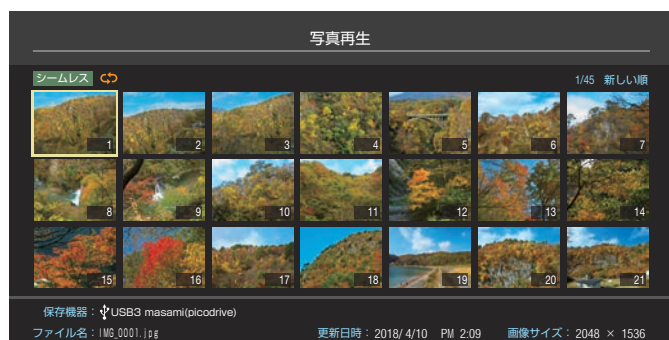 写真再生
シームレス
1/45 新しい順
1 2 3 4 5 6 7
8 9 10 11 12 13 14
15 16 17 18 19 20 21
保存機器：USB3 masami(picodrive)
ファイル名：IMG_0001.jpg 更新日時：2018/ 4/10 PM 2:09 画像サイズ：2048 × 1536